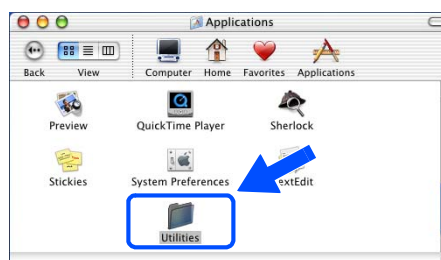 Applications
Back View Computer Home Favorites Applications
Preview QuickTime Player Sherlock
Stickies System Preferences extEdit
Utilities